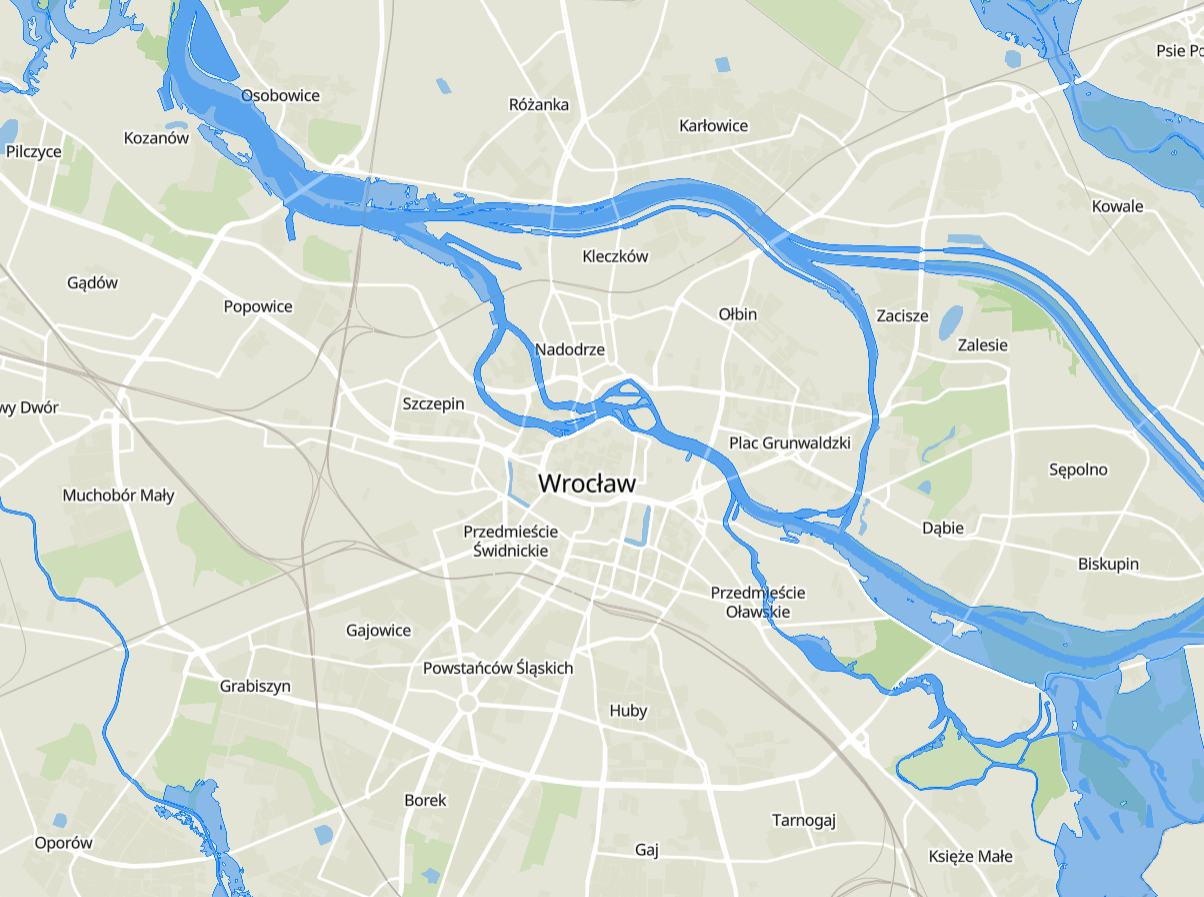 Psie Po
Osobowice
Różanka
Karłowice
Kozanów
Pilczyce
Kowale
Kleczków
Gądów
Popowice
Ołbin
Zacisze
Zalesie
Nadodrze
Szczepin
wy Dwór
Plac Grunwaldzki
Sępolno
Wrocław
Muchobór Mały
Dąbie
Przedmieście
Świdnickie
Biskupin
Przedmieście
Oławskie
Gajowice
Powstańców Śląskich
Grabiszyn
Huby
Borek
Tarnogaj
Oporów
Gaj
Księże Małe